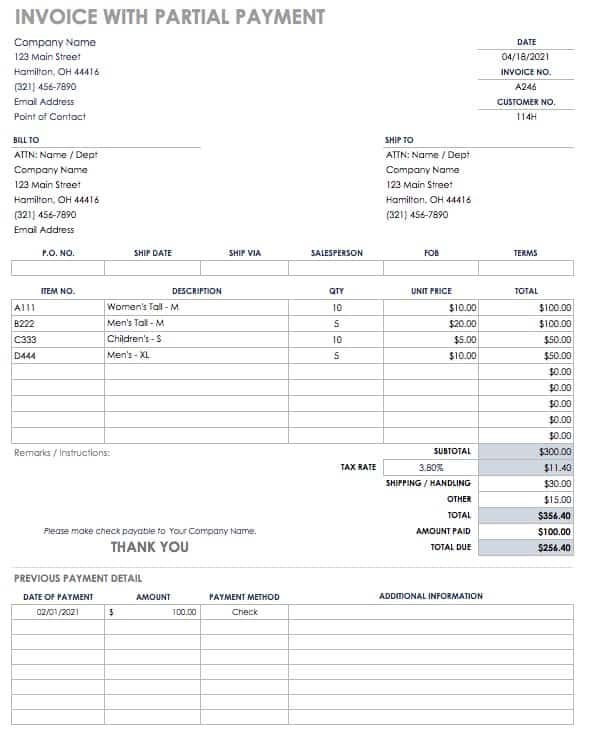 INVOICE WITH PARTIAL PAYMENT
Company Name
123 Main Street
Hamilton, OH 44416
(321) 456-7890
Email Address
Point of Contact
DATE
04/18/2021
INVOICE NO.
A246
CUSTOMER NO.
114H
BILL TO
ATTN: Name / Dept
Company Name
123 Main Street
Hamilton, OH 44416
(321) 456-7890
Email Address
SHIP TO
ATTN: Name / Dept
Company Name
123 Main Street
Hamilton, OH 44416
(321) 456-7890
P.O. NO. SHIP DATE SHIP VIA SALESPERSON FOB TERMS
ITEM NO. DESCRIPTION QTY UNIT PRICE TOTAL
A111 Women's Tall - M 10 $10.00 $100.00
B222 Men's Tall - M 5 $20.00 $100.00
C333 Children's - S 10 $5.00 $50.00
D444 Men's - XL 5 $10.00 $50.00
$0.00
$0.00
$0.00
$0.00
$0.00
Remarks / Instructions: SUBTOTAL $300.00
TAX RATE 3.80% $11.40
SHIPPING / HANDLING $30.00
OTHER $15.00
TOTAL $356.40
Please make check payable to Your Company Name. AMOUNT PAID $100.00
THANK YOU TOTAL DUE $256.40
PREVIOUS PAYMENT DETAIL
DATE OF PAYMENT AMOUNT PAYMENT METHOD ADDITIONAL INFORMATION
02/01/2021 $ 100.00 Check